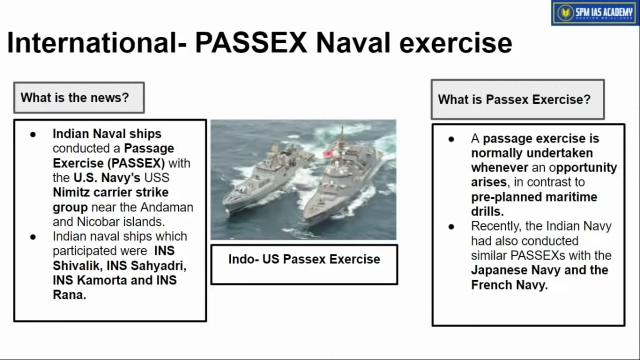 SPM IAS ACADEMY
International- PASSEX Naval exercise
What is the news?
● Indian Naval ships
conducted a Passage
Exercise (PASSEX) with
the U.S. Navy's USS
Nimitz carrier strike
group near the Andaman
and Nicobar islands.
● Indian naval ships which
participated were INS
Shivalik, INS Sahyadri,
INS Kamorta and INS
Rana.
Indo- US Passex Exercise
What is Passex Exercise?
● A passage exercise is
normally undertaken
whenever an opportunity
arises, in contrast to
pre-planned maritime
drills.
● Recently, the Indian Navy
had also conducted
similar PASSEXs with the
Japanese Navy and the
French Navy.